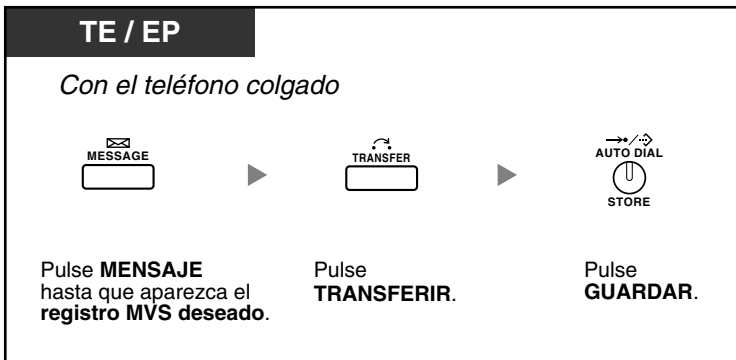 TE / EP
Con el teléfono colgado
MESSAGE
TRANSFER
AUTO DIAL
STORE
Pulse MENSAJE
hasta que aparezca el
registro MVS deseado.
Pulse
TRANSFERIR.
Pulse
GUARDAR.